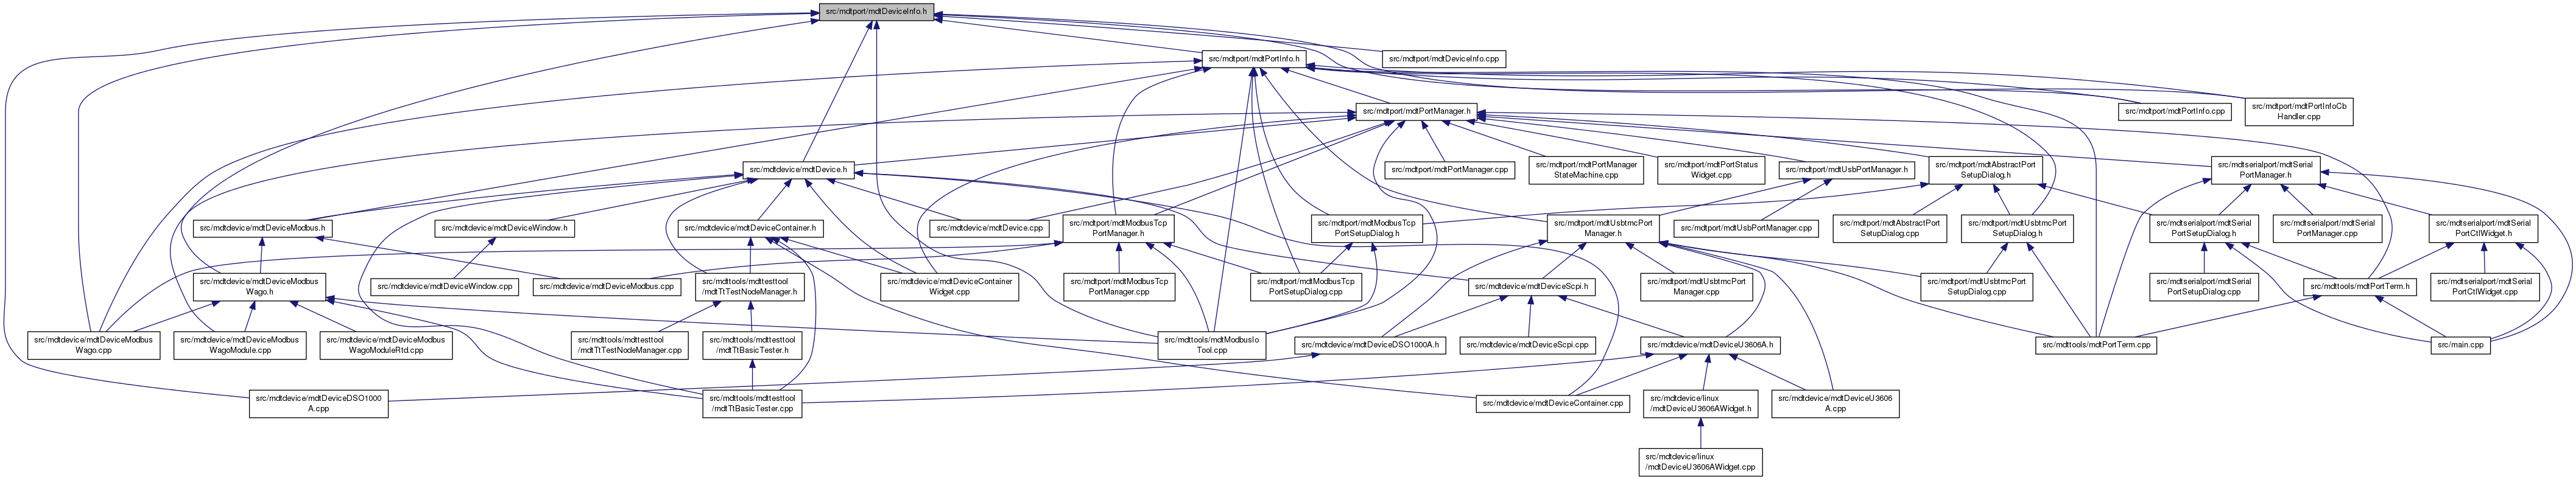 src/mdtport/mdtDeviceInfo.h
src/mdtport/mdtPortInfo.h
src/mdtport/mdtDeviceInfo.cpp
src/mdtport/mdtPortManager.h
src/mdtport/mdtPortInfo.cpp
src/mdtport/mdtPortInfoCb
Handler.cpp
src/mdtdevice/mdtDevice.h
src/mdtport/mdtPortManager.cpp
src/mdtport/mdtPortManager
StateMachine.cpp
src/mdtport/mdtPortStatus
Widget.cpp
src/mdtport/mdtUsbPortManager.h
src/mdtport/mdtAbstractPort
SetupDialog.h
src/mdtserialport/mdtSerial
PortManager.h
src/mdtdevice/mdtDeviceModbus.h
src/mdtdevice/mdtDeviceWindow.h
src/mdtdevice/mdtDeviceContainer.h
src/mdtdevice/mdtDevice.cpp
src/mdtport/mdtModbusTcp
PortManager.h
src/mdtport/mdtModbusTcp
PortSetupDialog.h
src/mdtport/mdtUsbtmcPort
Manager.h
src/mdtport/mdtUsbPortManager.cpp
src/mdtport/mdtAbstractPort
SetupDialog.cpp
src/mdtport/mdtUsbtmcPort
SetupDialog.h
src/mdtserialport/mdtSerial
PortSetupDialog.h
src/mdtserialport/mdtSerial
PortManager.cpp
src/mdtserialport/mdtSerial
PortCtlWidget.h
src/mdtdevice/mdtDeviceModbus
Wago.h
src/mdtdevice/mdtDeviceWindow.cpp
src/mdtdevice/mdtDeviceModbus.cpp
src/mdttools/mdttesttool
/mdtTtTestNodeManager.h
src/mdtdevice/mdtDeviceContainer
Widget.cpp
src/mdtport/mdtModbusTcp
PortManager.cpp
src/mdtport/mdtModbusTcp
PortSetupDialog.cpp
src/mdtdevice/mdtDeviceScpi.h
src/mdtport/mdtUsbtmcPort
Manager.cpp
src/mdtport/mdtUsbtmcPort
SetupDialog.cpp
src/mdtserialport/mdtSerial
PortSetupDialog.cpp
src/mdttools/mdtPortTerm.h
src/mdtserialport/mdtSerial
PortCtlWidget.cpp
src/mdtdevice/mdtDeviceModbus
Wago.cpp
src/mdtdevice/mdtDeviceModbus
WagoModule.cpp
src/mdtdevice/mdtDeviceModbus
WagoModuleRtd.cpp
src/mdttools/mdttesttool
/mdtTtTestNodeManager.cpp
src/mdttools/mdttesttool
/mdtTtBasicTester.h
src/mdttools/mdtModbusIo
Tool.cpp
src/mdtdevice/mdtDeviceDSO1000A.h
src/mdtdevice/mdtDeviceScpi.cpp
src/mdtdevice/mdtDeviceU3606A.h
src/mdttools/mdtPortTerm.cpp
src/main.cpp
src/mdtdevice/mdtDeviceDSO1000
A.cpp
src/mdttools/mdttesttool
/mdtTtBasicTester.cpp
src/mdtdevice/mdtDeviceContainer.cpp
src/mdtdevice/linux
/mdtDeviceU3606AWidget.h
src/mdtdevice/mdtDeviceU3606
A.cpp
src/mdtdevice/linux
/mdtDeviceU3606AWidget.cpp